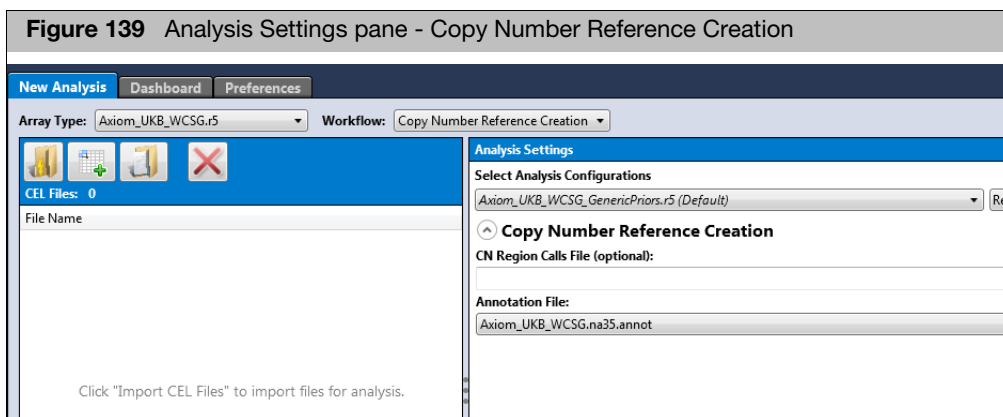 Figure 139 Analysis Settings pane - Copy Number Reference Creation
New Analysis Dashboard Preferences
Array Type: Axiom_UKB_WCSG.r5 Workflow: Copy Number Reference Creation
Analysis Settings
CEL Files: 0
File Name
Click "Import CEL Files" to import files for analysis.
Select Analysis Configurations
Axiom_UKB_WCSG_GenericPriors.r5 (Default) Re
Copy Number Reference Creation
CN Region Calls File (optional):
Annotation File:
Axiom_UKB_WCSG.na35.annot